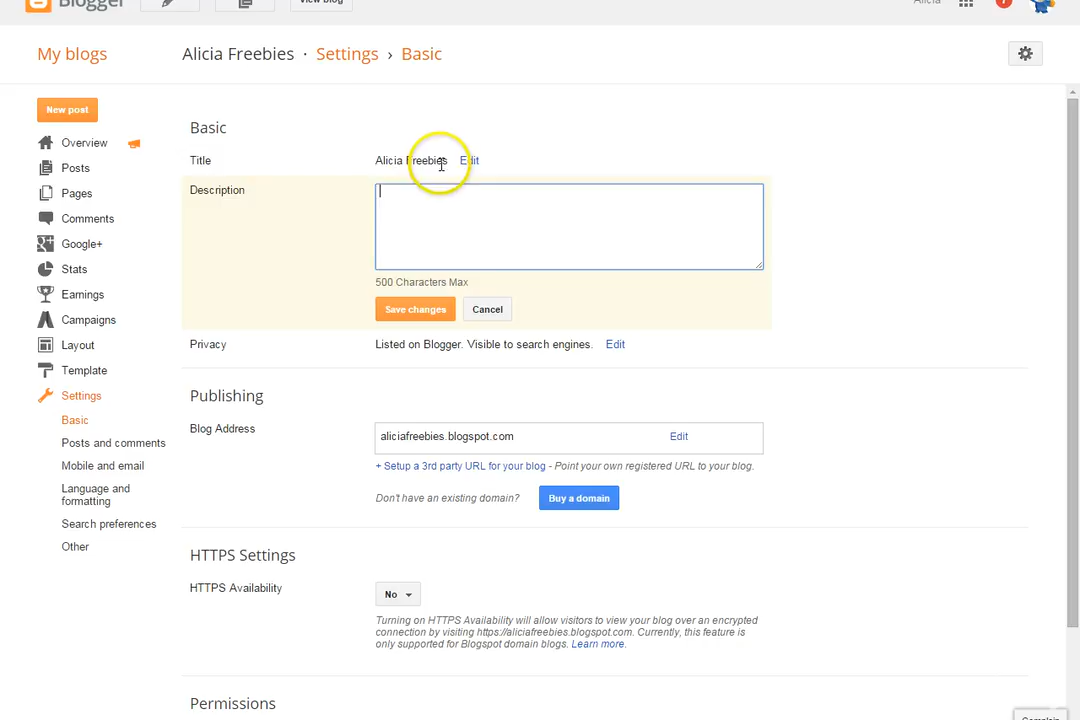 Blogger
View blog
Alicia
My blogs
Alicia Freebies · Settings › Basic
New post
Overview
Posts
Pages
Comments
Google+
Stats
Earnings
Campaigns
Layout
Template
Settings
Basic
Posts and comments
Mobile and email
Language and
formatting
Search preferences
Other
Basic
Title
Alicia Freebies Edit
Description
500 Characters Max
Save changes
Cancel
Privacy
Listed on Blogger. Visible to search engines. Edit
Publishing
Blog Address
aliciafreebies.blogspot.com
Edit
+ Setup a 3rd party URL for your blog - Point your own registered URL to your blog.
Don't have an existing domain?
Buy a domain
HTTPS Settings
HTTPS Availability
No
Turning on HTTPS Availability will allow visitors to view your blog over an encrypted
connection by visiting https://aliciafreebies.blogspot.com. Currently, this feature is
only supported for Blogspot domain blogs. Learn more.
Permissions